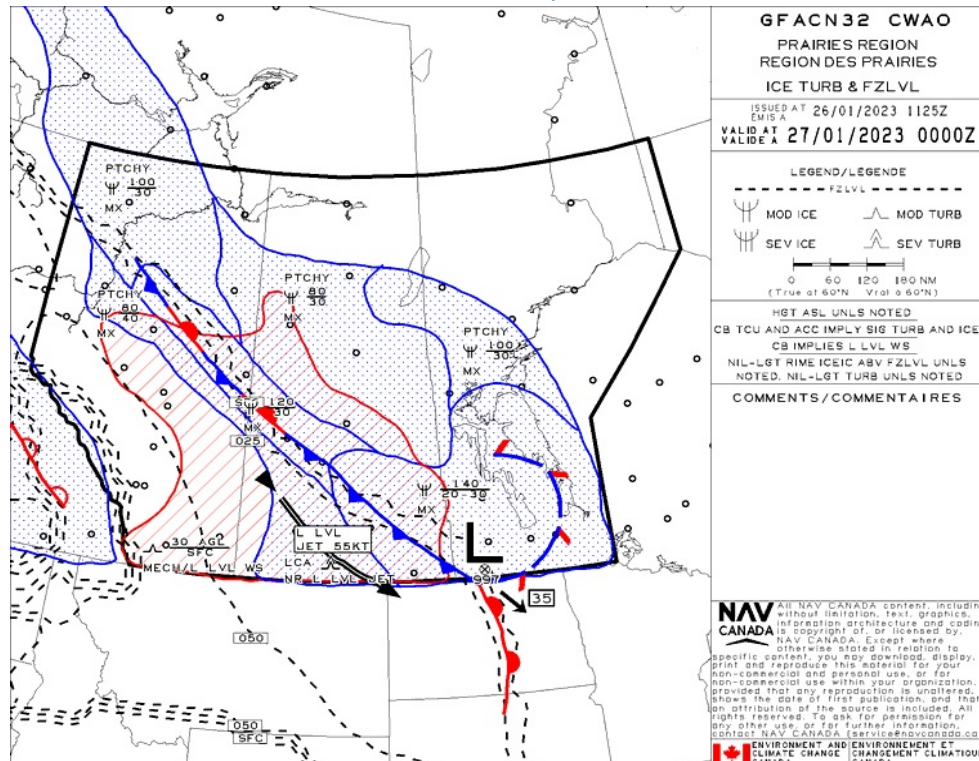 GFACN32 CWAO
PRAIRIES REGION
REGION DES PRAIRIES
ICE TURB & FZLVL
ISSUED AT 26/01/2023 1125Z
EMIS A
VALID AT 27/01/2023 0000Z
VALIDE A
LEGEND/LEGENDE
FZLVL
MOD ICE MOD TURB
SEV ICE SEV TURB
0 60 120 180 NM
(True at 60°N Vrai à 60°N)
HGT ASL UNLS NOTED
CB TCU AND ACC IMPLY SIG TURB AND ICE
CB IMPLIES L LVL WS
NIL-LGT RIME ICEIC ABV FZLVL UNLS
NOTED. NIL-LGT TURB UNLS NOTED
COMMENTS/COMMENTAIRES
PTCHY
100
30
MX
PTCHY
80
30
MX
PTCHY
80
40
MX
PTCHY
100
30
MX
120
30
MX
025
140
20-30
MX
L LVL
JET 55KT
30 AGL
SFC
MECH/L LVL WS
LCA
NR L LVL JET
L
997
35
050
050
SFC
NAV
CANADA
All NAV CANADA content, includin
without limitation, text, graphics,
information architecture and codin
is copyright of, or licensed by,
NAV CANADA. Except where
otherwise stated in relation to
specific content, you may download, display,
print and reproduce this material for your
non-commercial and personal use, or for
non-commercial use within your organization,
provided that any reproduction is unaltered,
shows the date of first publication, and that
an attribution of the source is included. All
rights reserved. To ask for permission for
any other use, or for further information,
contact NAV CANADA (service@navcanada.ca
ENVIRONMENT AND ENVIRONNEMENT ET
CLIMATE CHANGE CHANGEMENT CLIMATIQUE